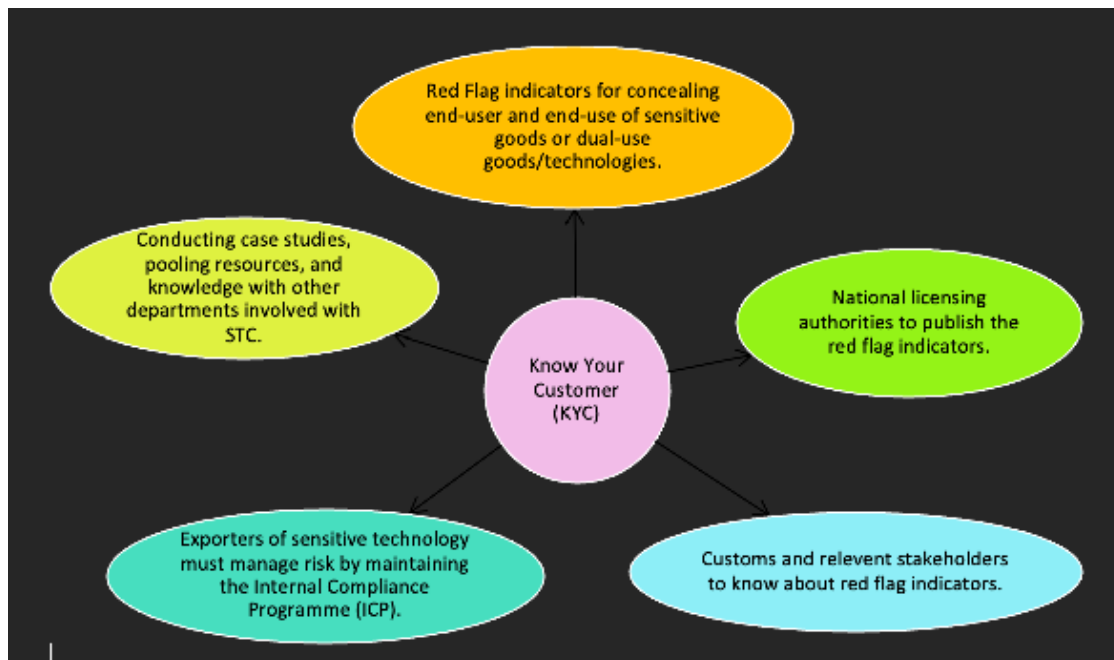 Red Flag indicators for concealing
end-user and end-use of sensitive
goods or dual-use
goods/technologies.
Conducting case studies,
pooling resources, and
knowledge with other
departments involved with
STC.
National licensing
authorities to publish the
red flag indicators.
Know Your
Customer
(KYC)
Exporters of sensitive technology
must manage risk by maintaining
the Internal Compliance
Programme (ICP).
Customs and relevent stakeholders
to know about red flag indicators.